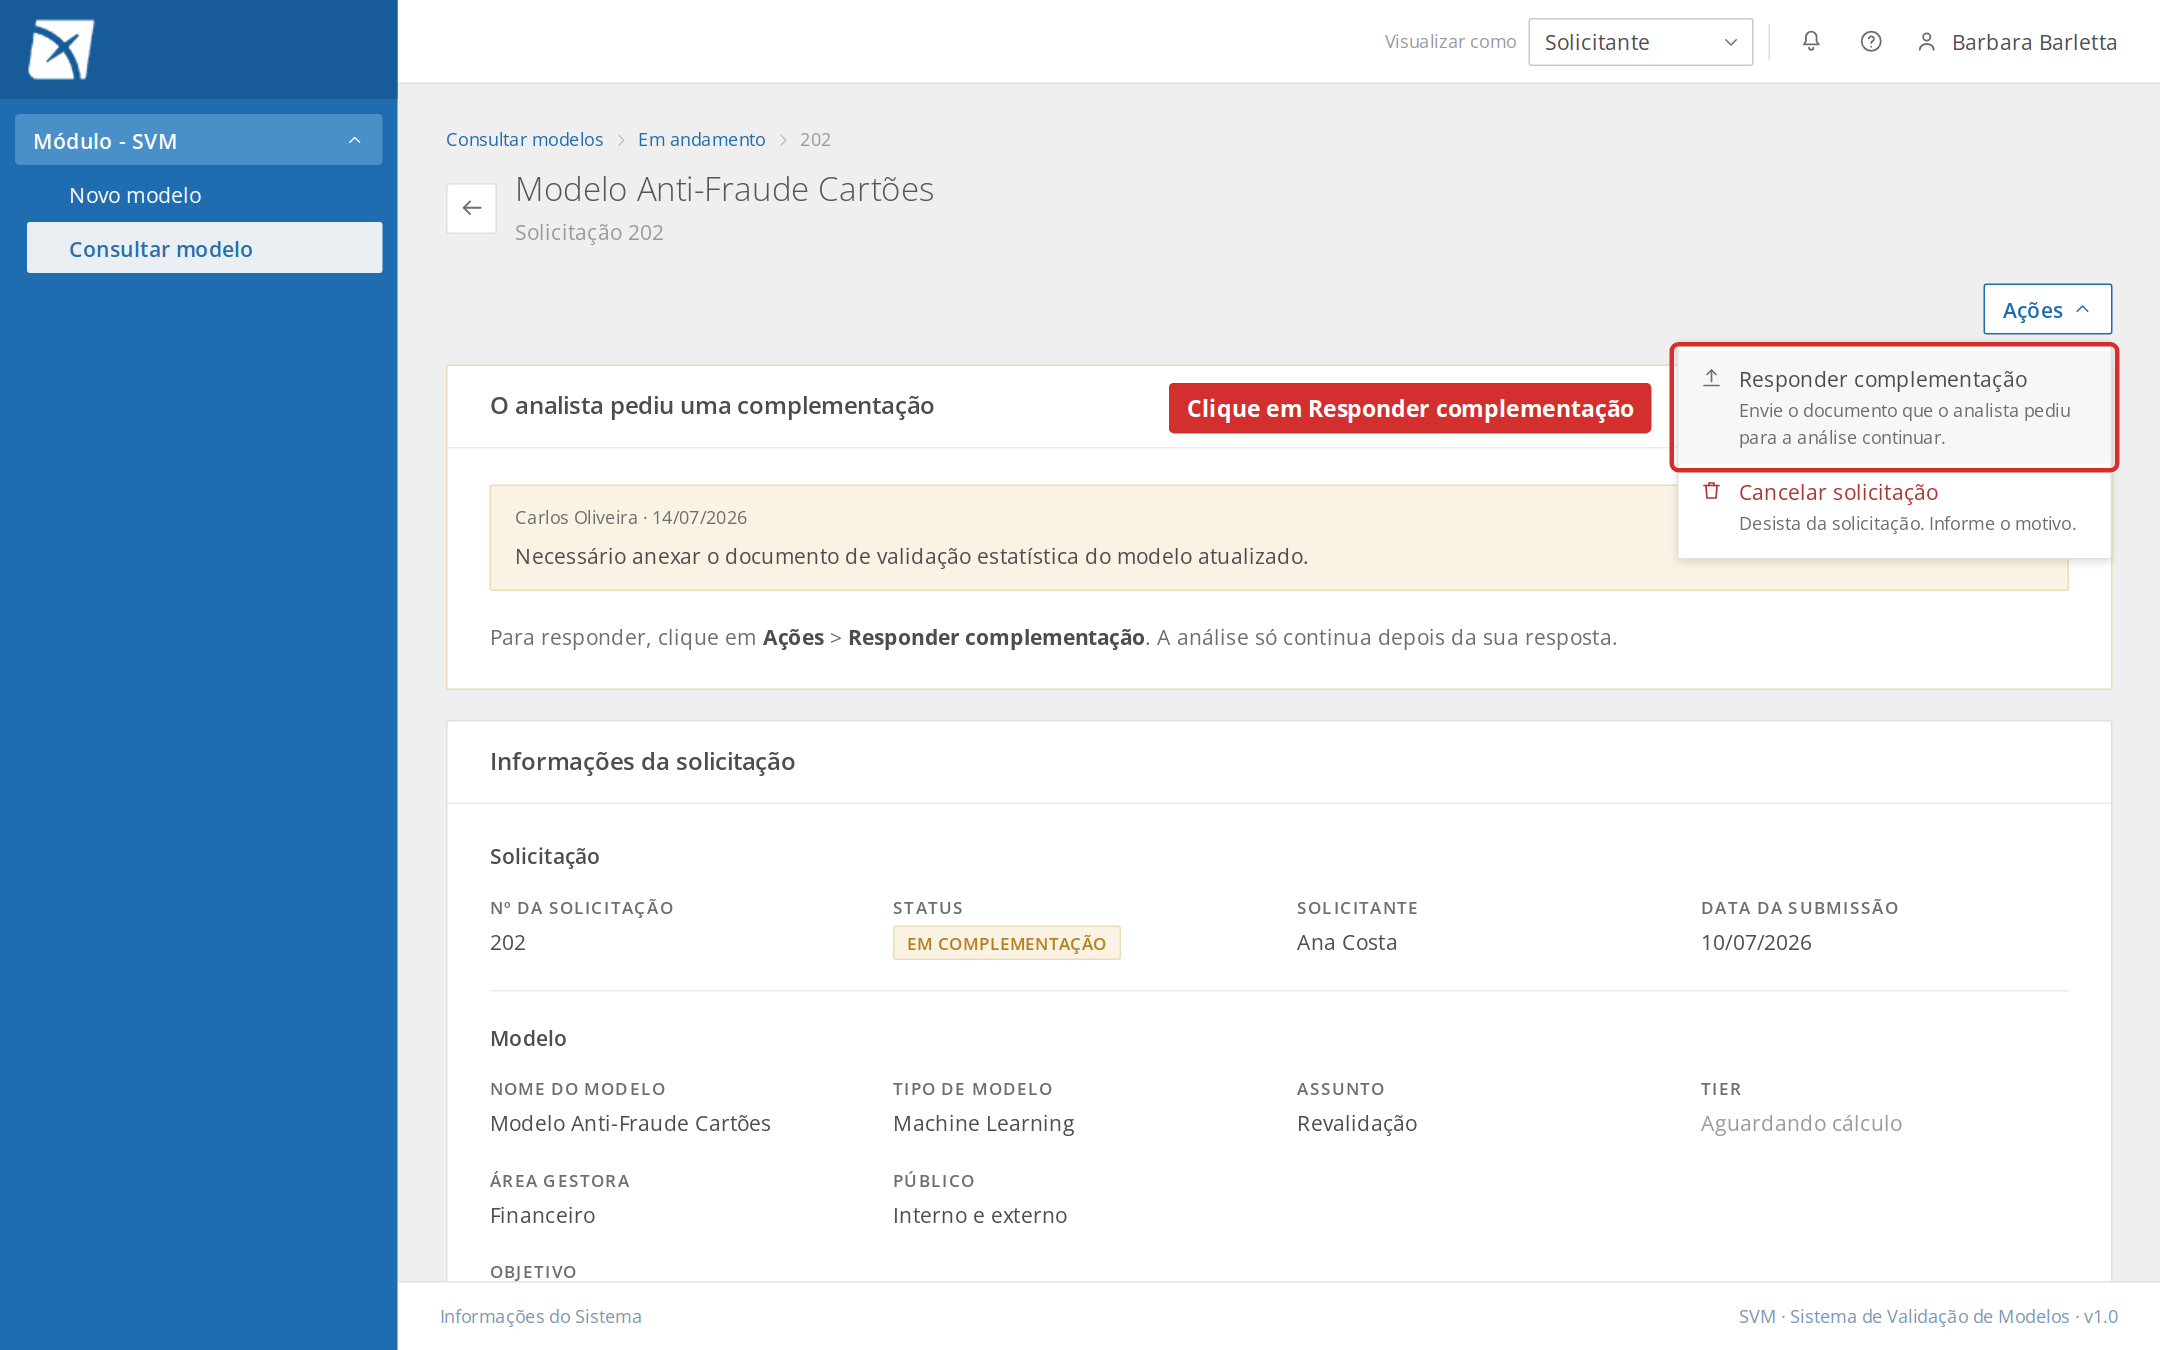 Visualizar como
Solicitante
Barbara Barletta
Módulo - SVM
Novo modelo
Consultar modelo
Consultar modelos > Em andamento > 202
Modelo Anti-Fraude Cartões
Solicitação 202
Ações
Responder complementação
Envie o documento que o analista pediu
para a análise continuar.
Cancelar solicitação
Desista da solicitação. Informe o motivo.
O analista pediu uma complementação
Clique em Responder complementação
Carlos Oliveira · 14/07/2026
Necessário anexar o documento de validação estatística do modelo atualizado.
Para responder, clique em Ações > Responder complementação. A análise só continua depois da sua resposta.
Informações da solicitação
Solicitação
Nº DA SOLICITAÇÃO
202
STATUS
EM COMPLEMENTAÇÃO
SOLICITANTE
Ana Costa
DATA DA SUBMISSÃO
10/07/2026
Modelo
NOME DO MODELO
Modelo Anti-Fraude Cartões
TIPO DE MODELO
Machine Learning
ASSUNTO
Revalidação
TIER
Aguardando cálculo
ÁREA GESTORA
Financeiro
PÚBLICO
Interno e externo
OBJETIVO
Informações do Sistema
SVM · Sistema de Validação de Modelos · v1.0